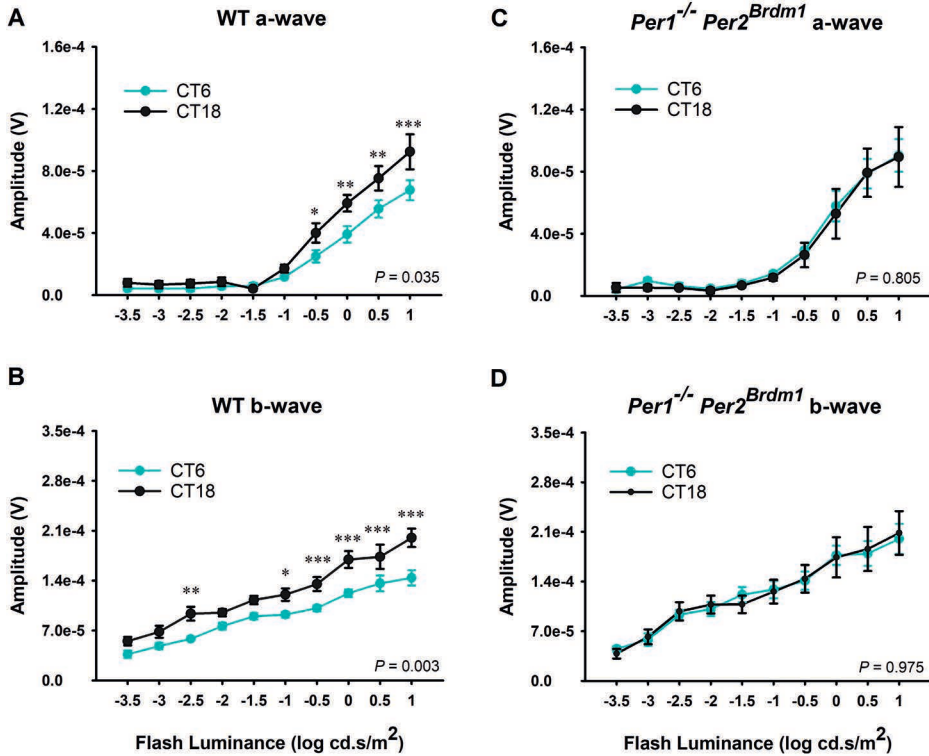 A
WT a-wave
1.6e-4
1.2e-4
8.0e-5
4.0e-5
0.0
Amplitude (V)
CT6
CT18
*
**
**
***
P = 0.035
-3.5 -3 -2.5 -2 -1.5 -1 -0.5 0 0.5 1
C
Per1-/- Per2Brdm1 a-wave
1.6e-4
1.2e-4
8.0e-5
4.0e-5
0.0
Amplitude (V)
CT6
CT18
P = 0.805
-3.5 -3 -2.5 -2 -1.5 -1 -0.5 0 0.5 1
B
WT b-wave
3.5e-4
2.8e-4
2.1e-4
1.4e-4
7.0e-5
0.0
Amplitude (V)
CT6
CT18
**
*
***
***
***
***
P = 0.003
-3.5 -3 -2.5 -2 -1.5 -1 -0.5 0 0.5 1
Flash Luminance (log cd.s/m2)
D
Per1-/- Per2Brdm1 b-wave
3.5e-4
2.8e-4
2.1e-4
1.4e-4
7.0e-5
0.0
Amplitude (V)
CT6
CT18
P = 0.975
-3.5 -3 -2.5 -2 -1.5 -1 -0.5 0 0.5 1
Flash Luminance (log cd.s/m2)